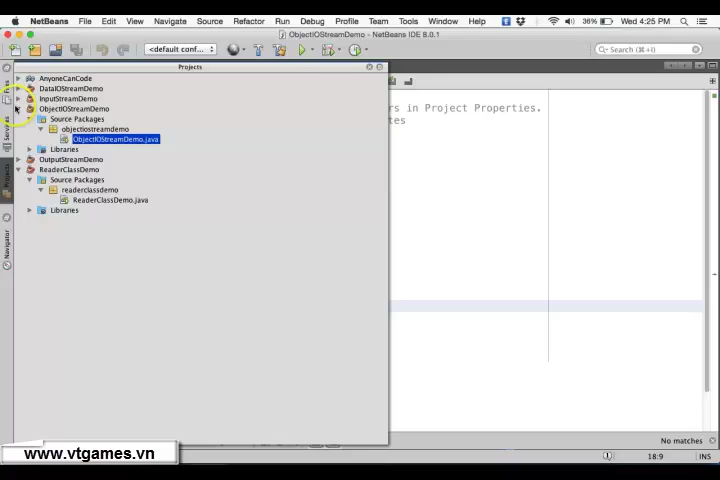 NetBeans File Edit View Navigate Source Refactor Run Debug Profile Team Window Help 36% Wed 4:25 PM
ObjectIOStreamDemo - NetBeans IDE 8.0.1
<default conf... Search (⌘+I)
Projects
AnyoneCanCode
DataIOStreamDemo
InputStreamDemo
ObjectIOStreamDemo
rs in Project Properties.
Source Packages
tes
objectiostreamdemo
ObjectIOStreamDemo.java
Libraries
OutputStreamDemo
ReaderClassDemo
Source Packages
readerclassdemo
ReaderClassDemo.java
Libraries
Services
Projects
Navigator
No matches
www.vtgames.vn
18:9 INS